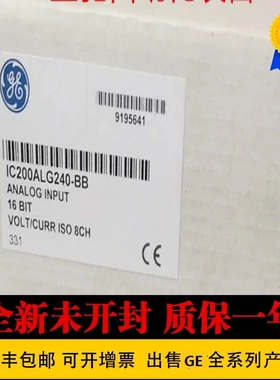 GE
9195641
IC200ALG240-BB
ANALOG INPUT
16 BIT
VOLT/CURR ISO 8CH
331
CE
全新未开封 质保一年
丰包邮 可开增票 出售GE 全系列产